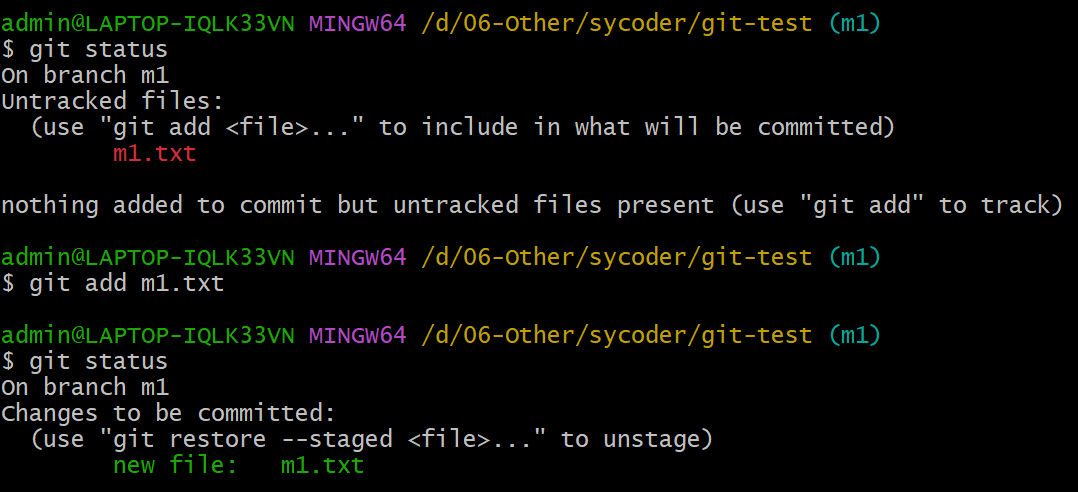 admin@LAPTOP-IQLK33VN MINGW64 /d/06-Other/sycoder/git-test (m1)
$ git status
On branch m1
Untracked files:
  (use "git add <file>..." to include in what will be committed)
        m1.txt

nothing added to commit but untracked files present (use "git add" to track)

admin@LAPTOP-IQLK33VN MINGW64 /d/06-Other/sycoder/git-test (m1)
$ git add m1.txt

admin@LAPTOP-IQLK33VN MINGW64 /d/06-Other/sycoder/git-test (m1)
$ git status
On branch m1
Changes to be committed:
  (use "git restore --staged <file>..." to unstage)
        new file:   m1.txt